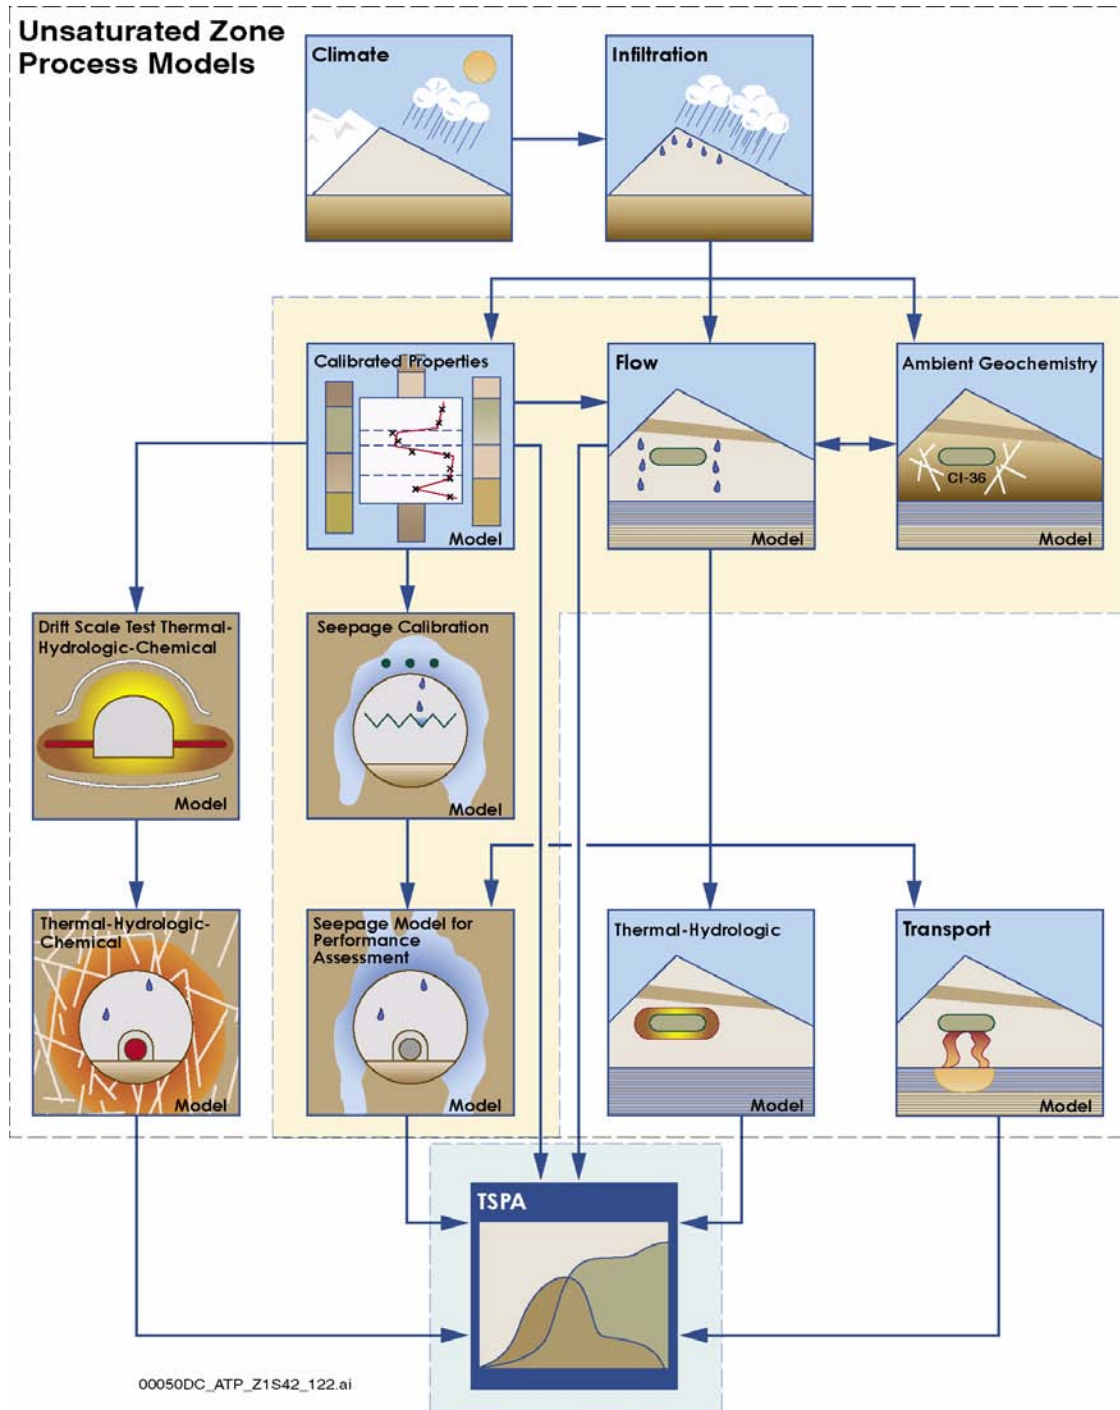 Unsaturated Zone
Process Models
Climate
Infiltration
Calibrated Properties
Model
Flow
Model
Ambient Geochemistry
Cl-36
Model
Drift Scale Test Thermal-
Hydrologic-Chemical
Model
Seepage Calibration
Model
Thermal-Hydrologic-
Chemical
Model
Seepage Model for
Performance
Assessment
Model
Thermal-Hydrologic
Model
Transport
Model
TSPA
00050DC_ATP_Z1S42_122.ai